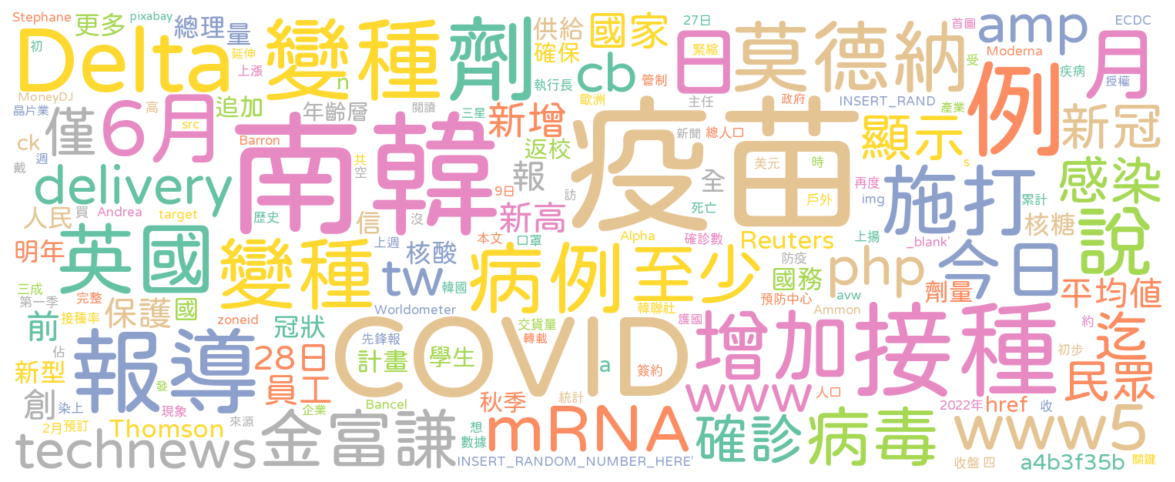 Stephane
pixabay
更多
總理
量
供給
國家
27日
首圖
amp
ECDC
初
Delta
變種
劑
確保
緊縮
日
莫德納
Moderna
例
月
延伸
上漲
n
執行長
cb
管制
受
疾病
授權
MoneyDJ
晶片業
高
追加
年齡層
閱讀
三星
歐洲
主任
政府
INSERT_RAND
產業
僅
6月
src
Barron
南韓
新增
疫苗
新聞
總人口
顯示
新冠
ck
週
戴
共
空
返校
報
全
美元
時
s
delivery
9日
訪
戶外
再度
施打
感染
img
累計
人民
買
Andrea
target
歷史
信
沒
新高
死亡
核糖
說
明年
英國
變種
上週
核酸
本文
口罩
Alpha
確診數
Reuters
上揚
_blank'
今日
三成
第一季
完整
tw
韓國
病例
至少
防疫
國務
php
劑量
平均值
接種率
保護
國
zoneid
Worldometer
韓聯社
預防中心
avw
Ammon
前
冠狀
先鋒報
COVID
交貨量
轉載
護國
增加
接種
約
迄
佔
新型
報導
28日
計畫
學生
a
簽約
初步
創
染上
發
現象
員工
Bancel
秋季
統計
www
人口
2022年
href
收
民眾
2月
預訂
Thomson
企業
來源
想
數據
mRNA
確診
病毒
www5
technews
金富謙
INSERT_RANDOM_NUMBER_HERE'
收盤
四
a4b3f35b
關鍵